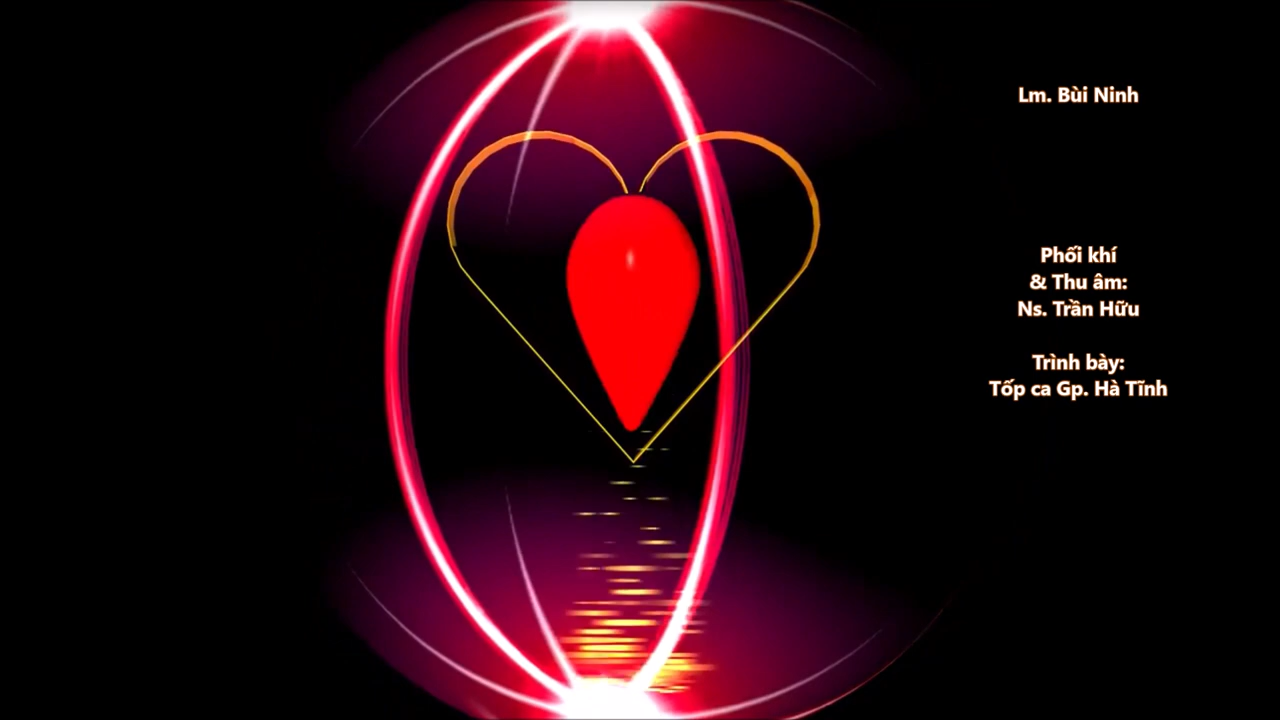 Lm. Bùi Ninh
Phối khí
& Thu âm:
Ns. Trần Hữu
Trình bày:
Tốp ca Gp. Hà Tĩnh